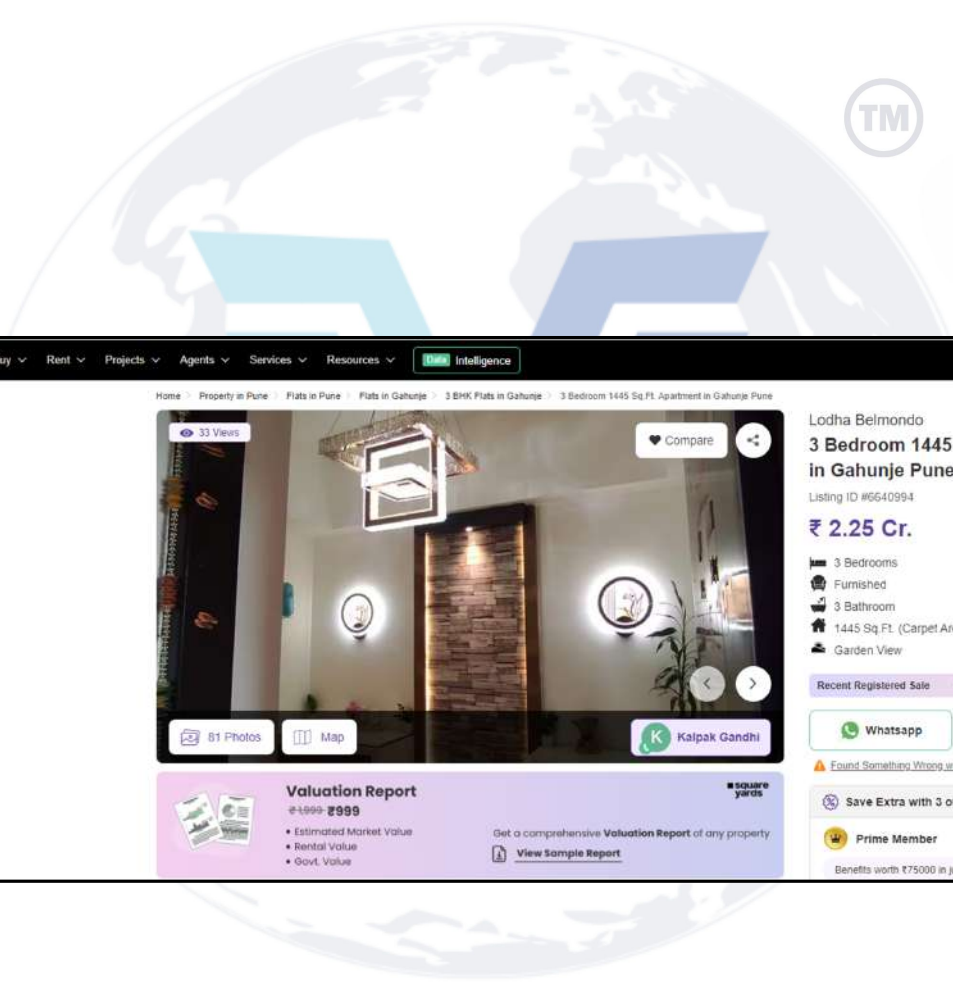 TM
uy Rent Projects Agents Services Resources Data Intelligence
Home > Property in Pune > Flats in Pune > Flats in Gahunje > 3 BHK Flats in Gahunje > 3 Bedroom 1445 Sq.Ft. Apartment in Gahunje Pune
33 Views
Compare
81 Photos
Map
K
Kalpak Gandhi
Lodha Belmondo
3 Bedroom 1445
in Gahunje Pune
Listing ID #6640994
₹ 2.25 Cr.
3 Bedrooms
Furnished
3 Bathroom
1445 Sq.Ft. (Carpet Are
Garden View
Recent Registered Sale
Whatsapp
Found Something Wrong w
Save Extra with 3 o
Prime Member
Benefits worth ₹75000 in j
Valuation Report
₹1,999 ₹999
• Estimated Market Value
• Rental Value
• Govt. Value
square
yards
Get a comprehensive Valuation Report of any property
View Sample Report